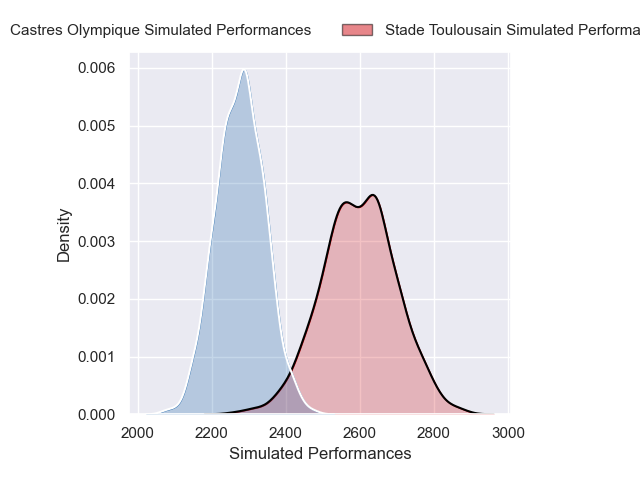 Castres Olympique Simulated Performances
Stade Toulousain Simulated Performa
0.006
0.005
0.004
0.003
0.002
0.001
0.000
Density
2000 2200 2400 2600 2800 3000
Simulated Performances